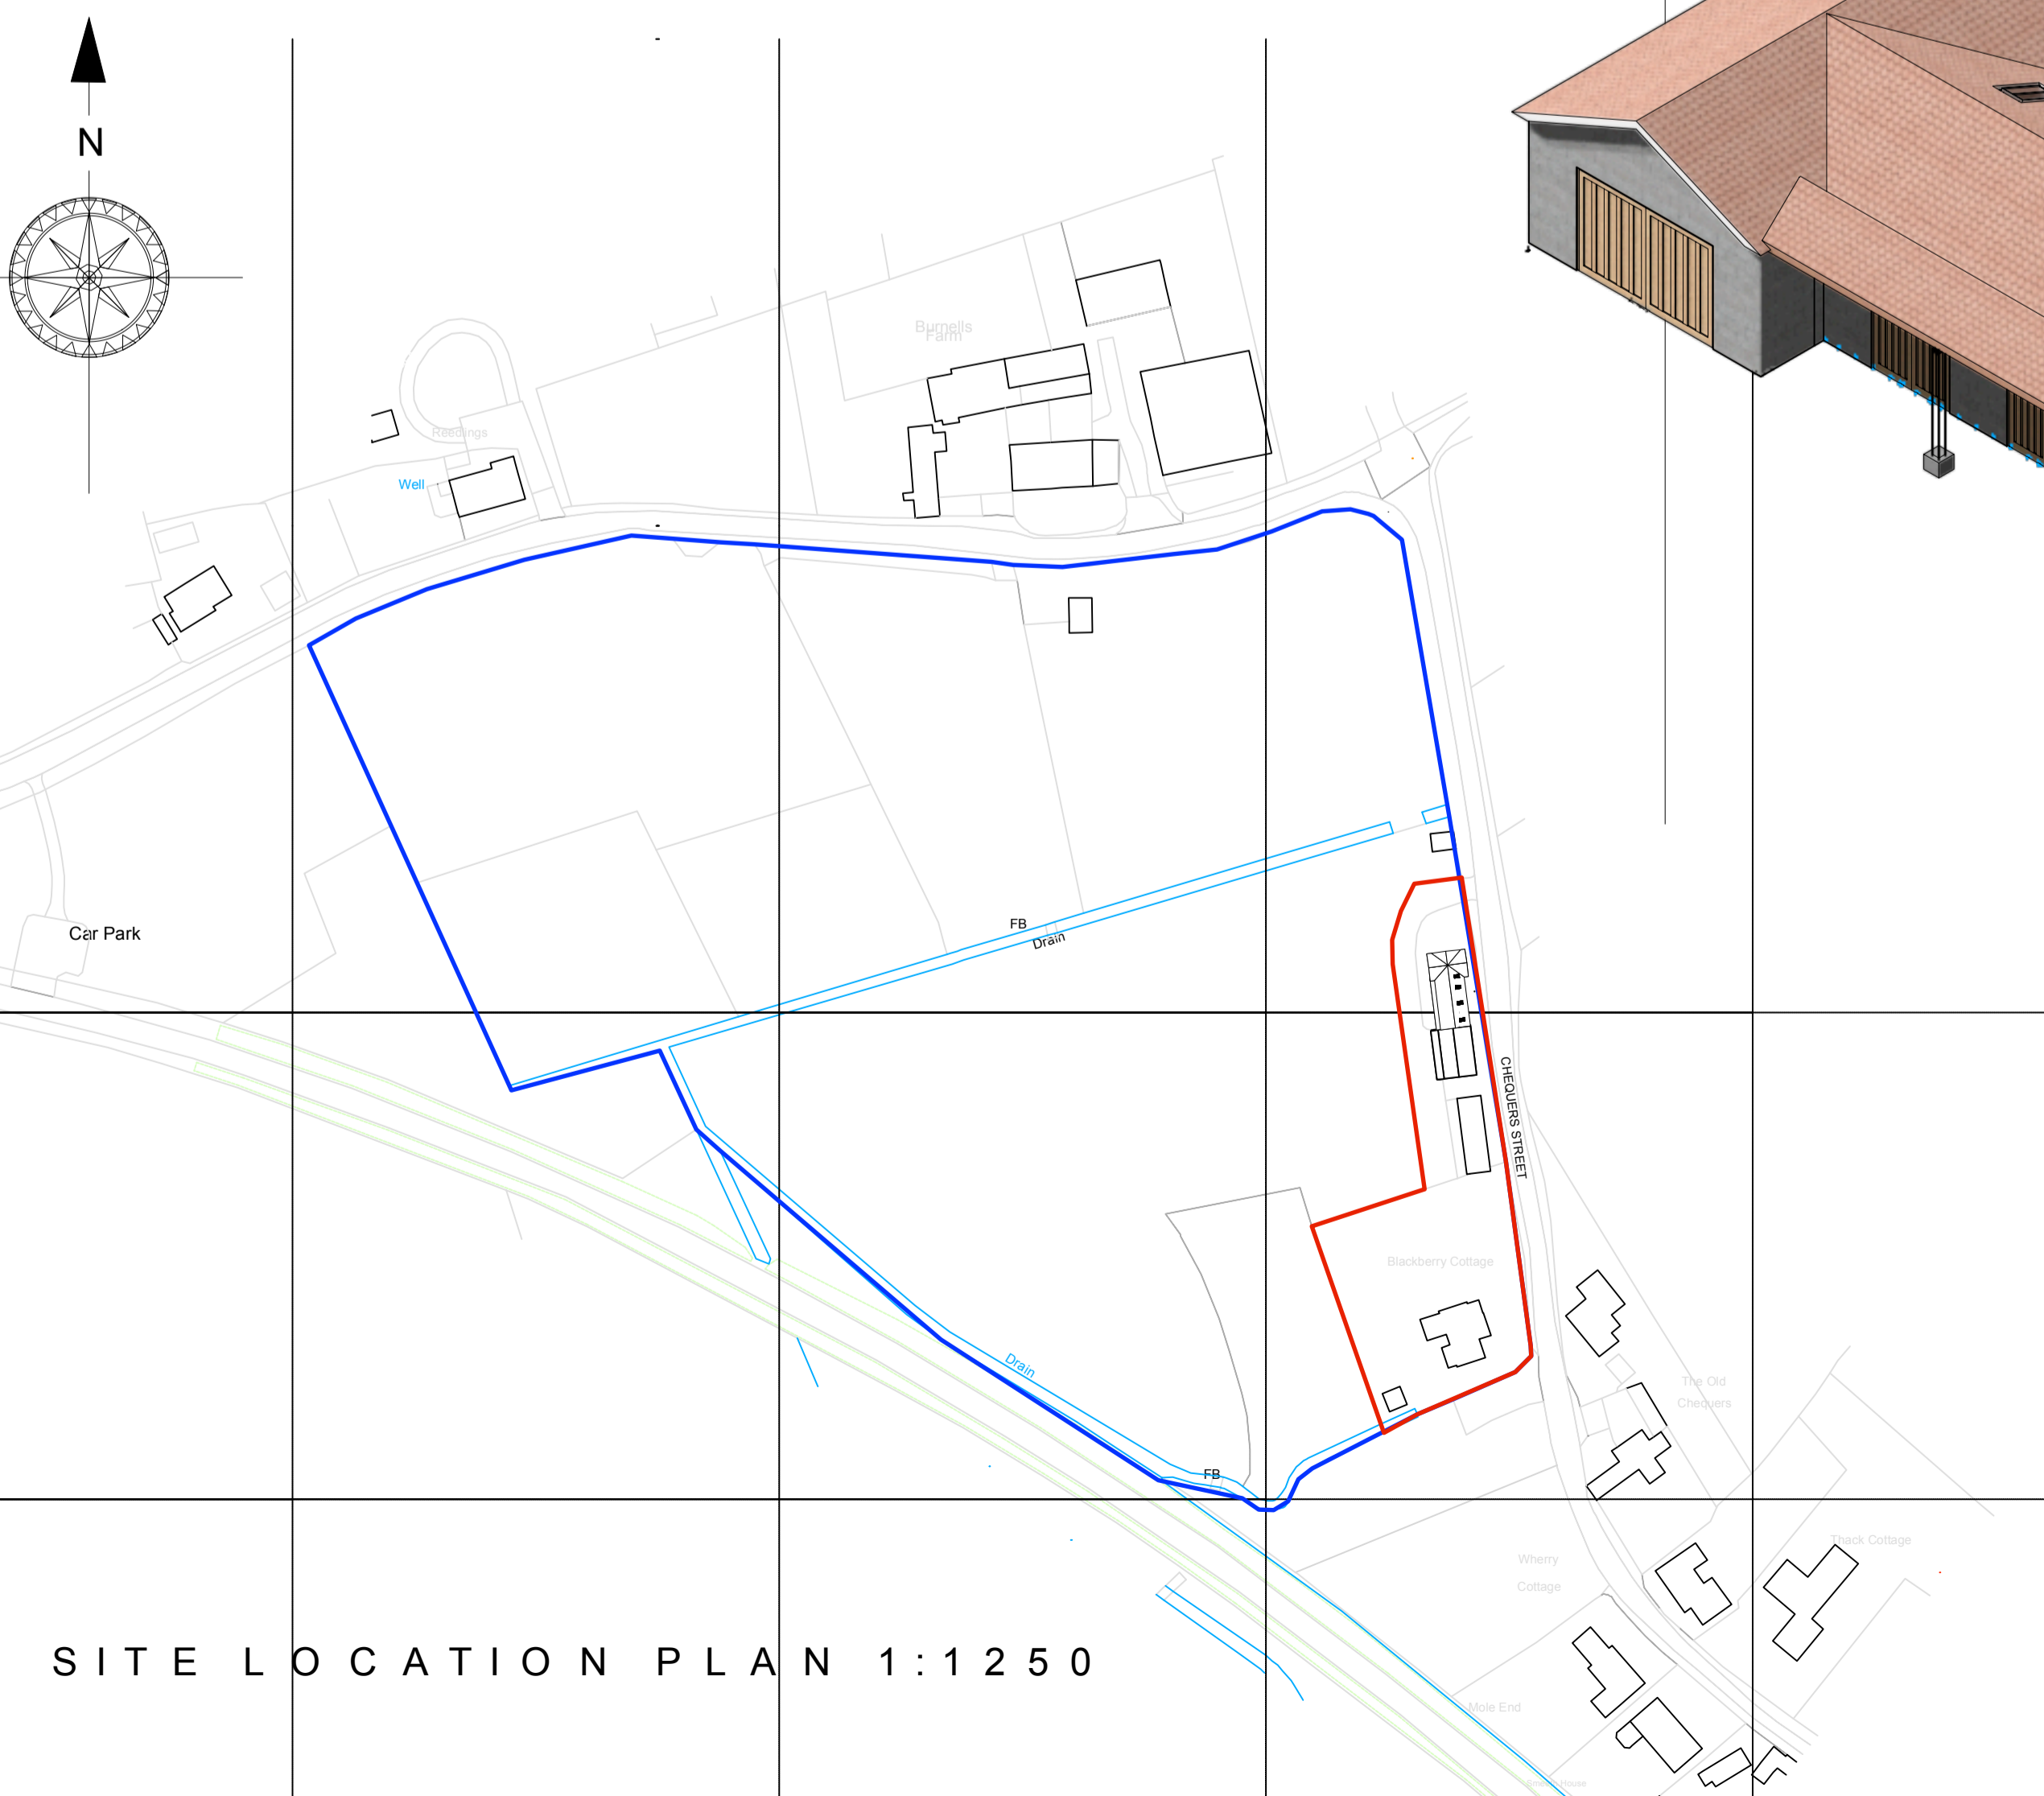 N
Burnells
Farm
Reedings
Well
Car Park
FB
Drain
CHEQUERS STREET
Blackberry Cottage
Drain
The Old
Chequers
FB
Thack Cottage
Wherry
Cottage
SITE LOCATION PLAN 1:1250
Mole End
House